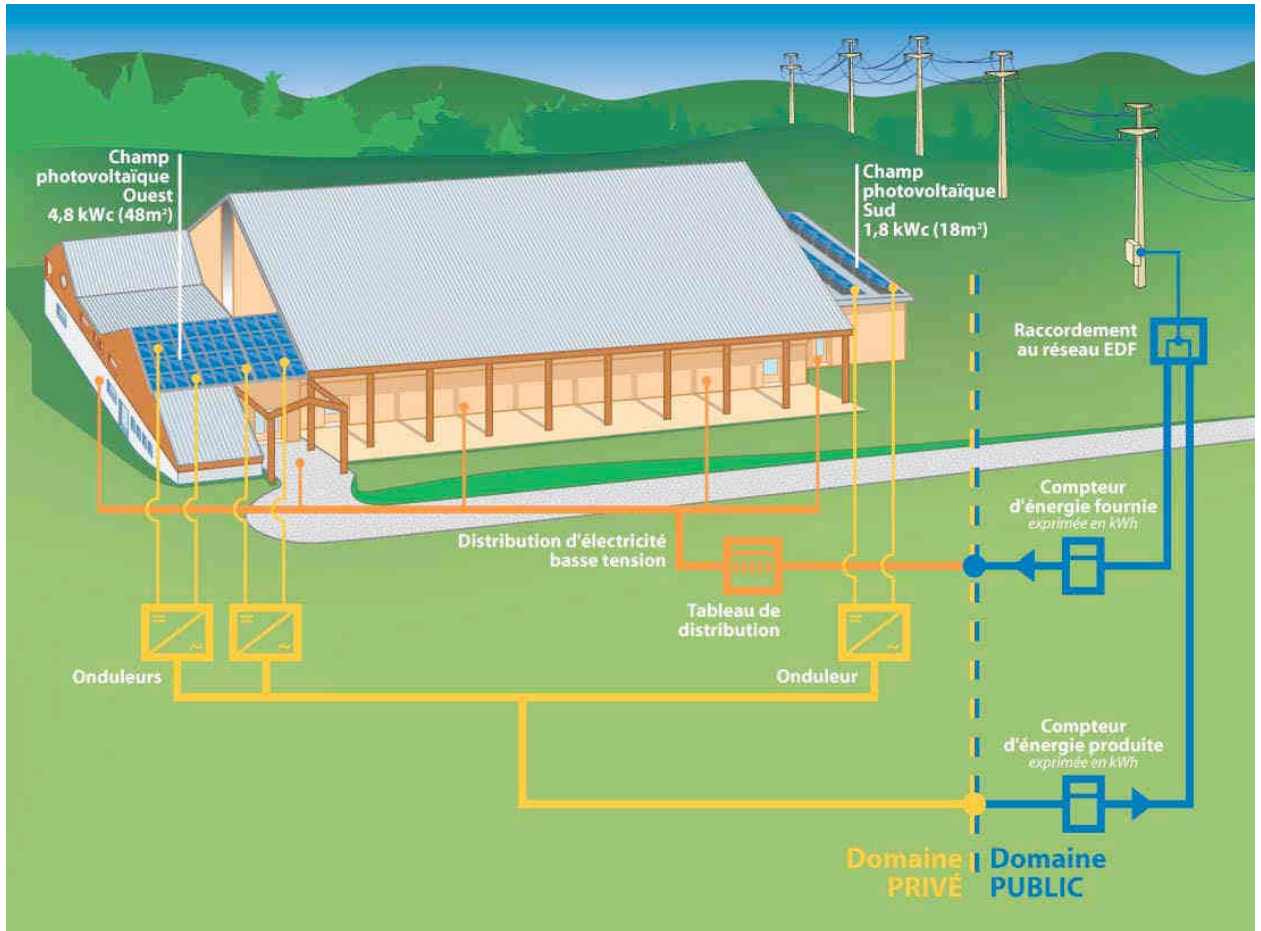 Champ
photovoltaïque
Ouest
4,8 kWc (48m²)
Champ
photovoltaïque
Sud
1,8 kWc (18m²)
Raccordement
au réseau EDF
Compteur
d'énergie fournie
exprimée en kWh
Distribution d'électricité
basse tension
Tableau de
distribution
Onduleurs
Onduleur
Compteur
d'énergie produite
exprimée en kWh
Domaine
PRIVÉ
Domaine
PUBLIC